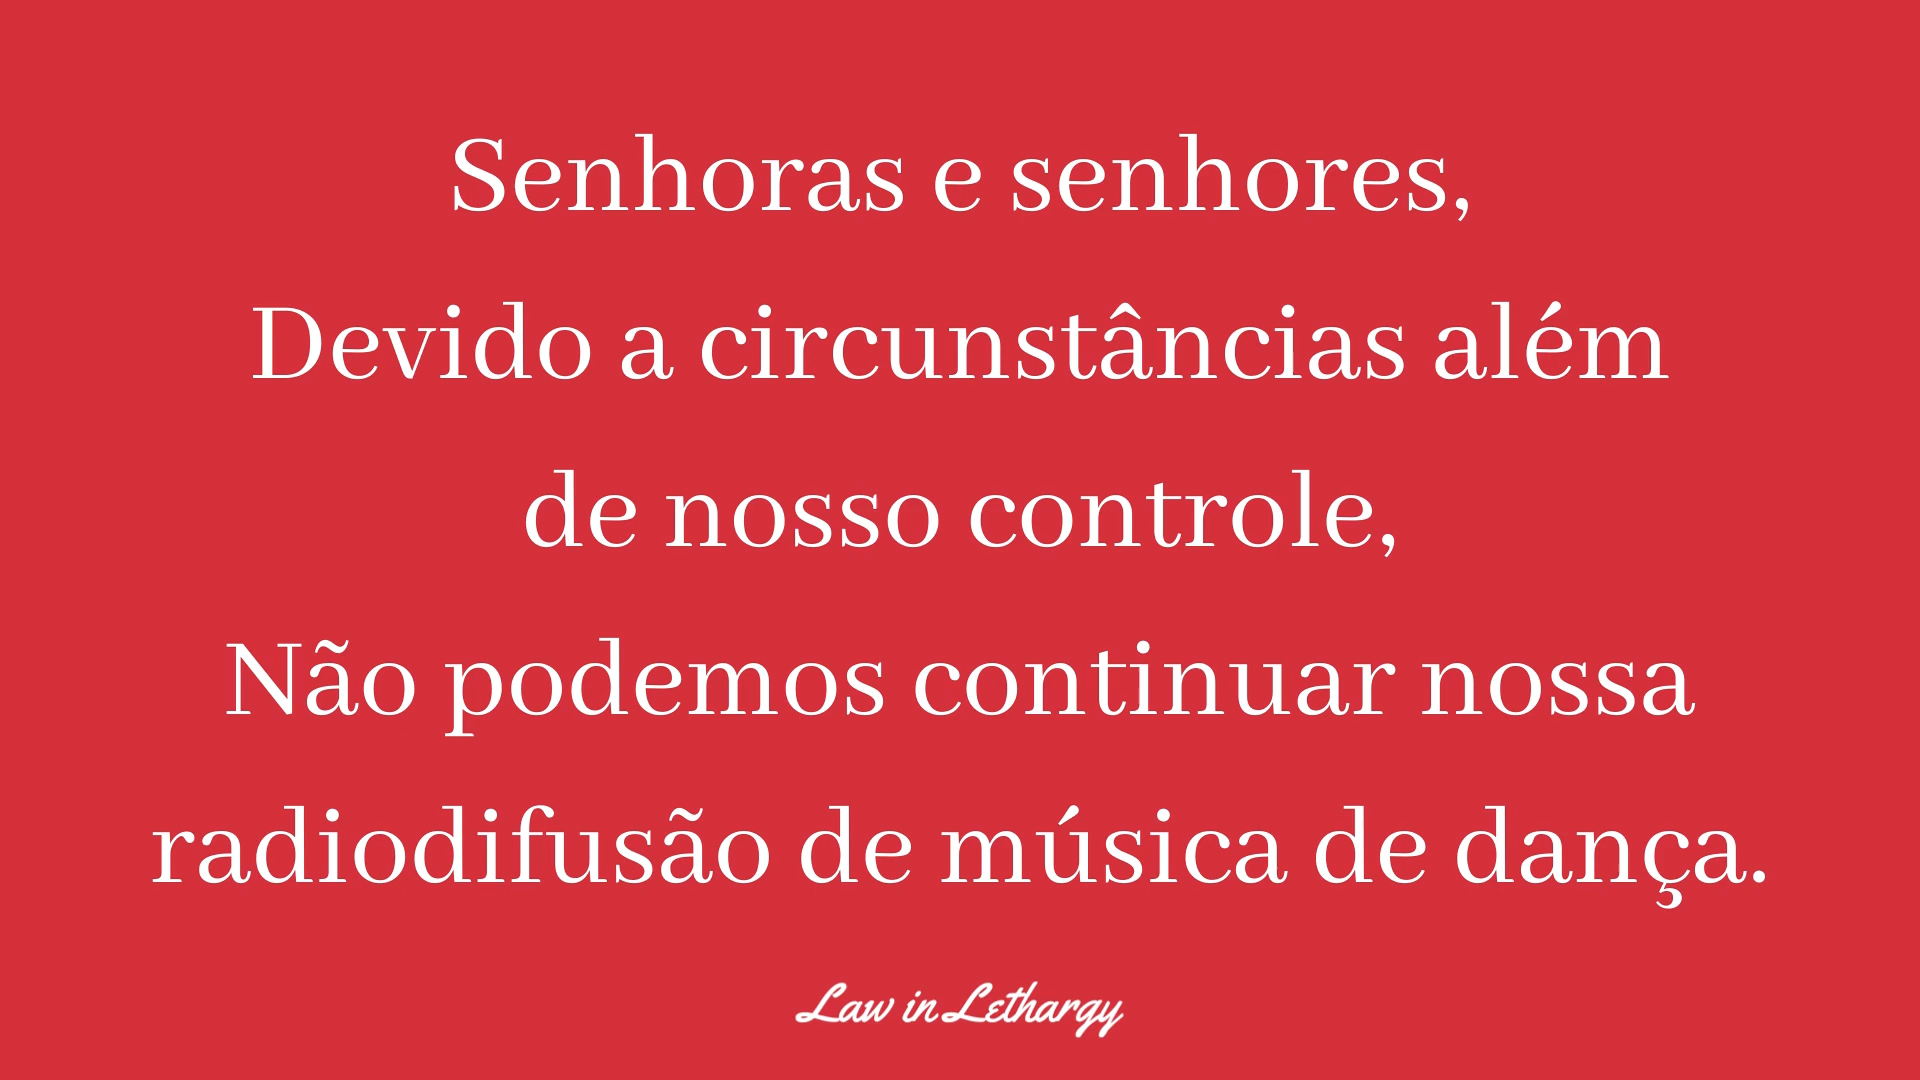 Senhoras e senhores,
Devido a circunstâncias além
de nosso controle,
Não podemos continuar nossa
radiodifusão de música de dança.
Law in Lethargy